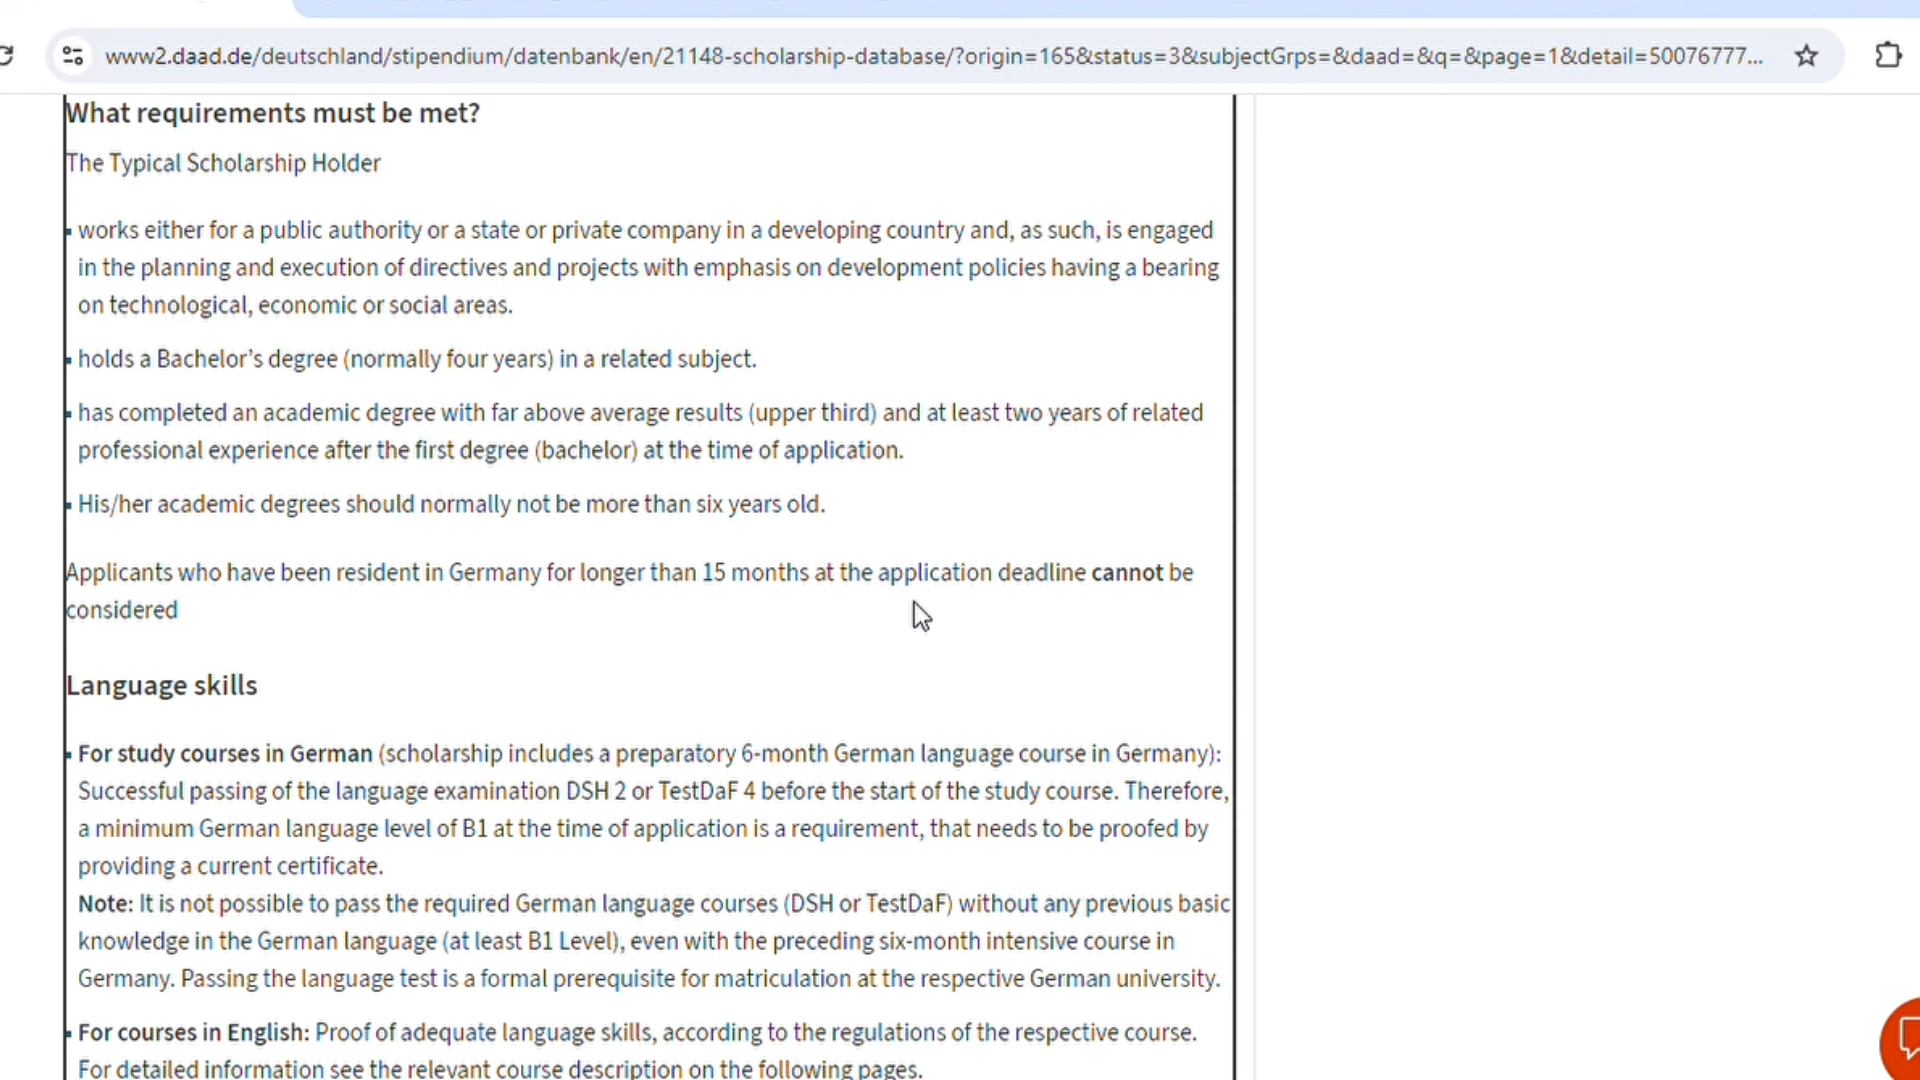 www2.daad.de/deutschland/stipendium/datenbank/en/21148-scholarship-database/?origin=165&status=3&subjectGrps=&daad=&q=&page=1&detail=50076777...
What requirements must be met?
The Typical Scholarship Holder
▪ works either for a public authority or a state or private company in a developing country and, as such, is engaged
in the planning and execution of directives and projects with emphasis on development policies having a bearing
on technological, economic or social areas.
▪ holds a Bachelor’s degree (normally four years) in a related subject.
▪ has completed an academic degree with far above average results (upper third) and at least two years of related
professional experience after the first degree (bachelor) at the time of application.
▪ His/her academic degrees should normally not be more than six years old.
Applicants who have been resident in Germany for longer than 15 months at the application deadline cannot be
considered
Language skills
▪ For study courses in German (scholarship includes a preparatory 6-month German language course in Germany):
Successful passing of the language examination DSH 2 or TestDaF 4 before the start of the study course. Therefore,
a minimum German language level of B1 at the time of application is a requirement, that needs to be proofed by
providing a current certificate.
Note: It is not possible to pass the required German language courses (DSH or TestDaF) without any previous basic
knowledge in the German language (at least B1 Level), even with the preceding six-month intensive course in
Germany. Passing the language test is a formal prerequisite for matriculation at the respective German university.
▪ For courses in English: Proof of adequate language skills, according to the regulations of the respective course.
For detailed information see the relevant course description on the following pages.